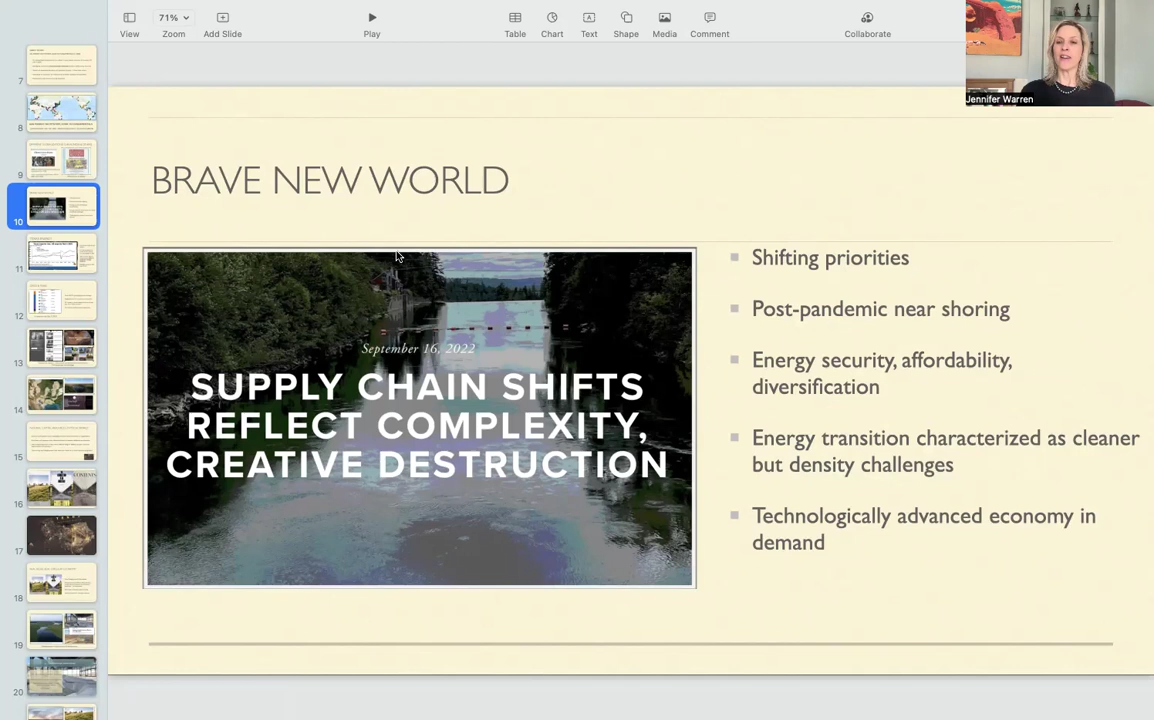 71%
View
Zoom
Add Slide
Play
Table
Chart
Text
Shape
Media
Comment
Collaborate
Jennifer Warren
7
8
9
10
11
12
13
14
15
16
17
18
19
20
BRAVE NEW WORLD
September 16, 2022
SUPPLY CHAIN SHIFTS
REFLECT COMPLEXITY,
CREATIVE DESTRUCTION
Shifting priorities
Post-pandemic near shoring
Energy security, affordability,
diversification
Energy transition characterized as cleaner
but density challenges
Technologically advanced economy in
demand